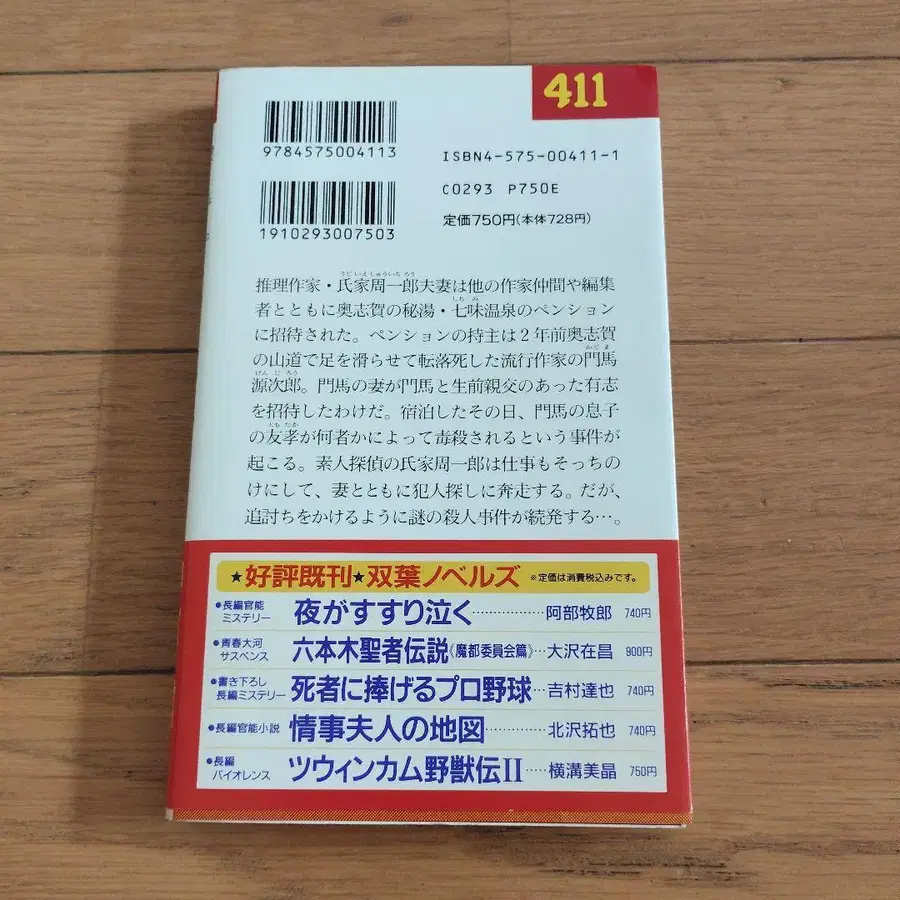 411
9784575004113
ISBN4-575-00411-1
C0293 P750E
1910293007503
定価750円(本体728円)
推理作家・氏家周一郎夫妻は他の作家仲間や編集
者とともに奥志賀の秘湯・七味温泉のペンション
に招待された。ペンションの持主は2年前奥志賀
の山道で足を滑らせて転落死した流行作家の門馬
源次郎。門馬の妻が門馬と生前親交のあった有志
を招待したわけだ。宿泊したその日、門馬の息子
の友孝が何者かによって毒殺されるという事件が
起こる。素人探偵の氏家周一郎は仕事もそっちの
けにして、妻とともに犯人探しに奔走する。だが、
追討ちをかけるように謎の殺人事件が続発する…。
★好評既刊★双葉ノベルズ ※定価は消費税込みです。
●長編官能ミステリー 夜がすすり泣く…………阿部牧郎 740円
●青春大河サスペンス 六本木聖者伝説《魔都委員会篇》…大沢在昌 900円
●書き下ろし長編ミステリー 死者に捧げるプロ野球…吉村達也 740円
●長編官能小説 情事夫人の地図………北沢拓也 740円
●長編バイオレンス ツウィンカム野獣伝II……横溝美晶 750円